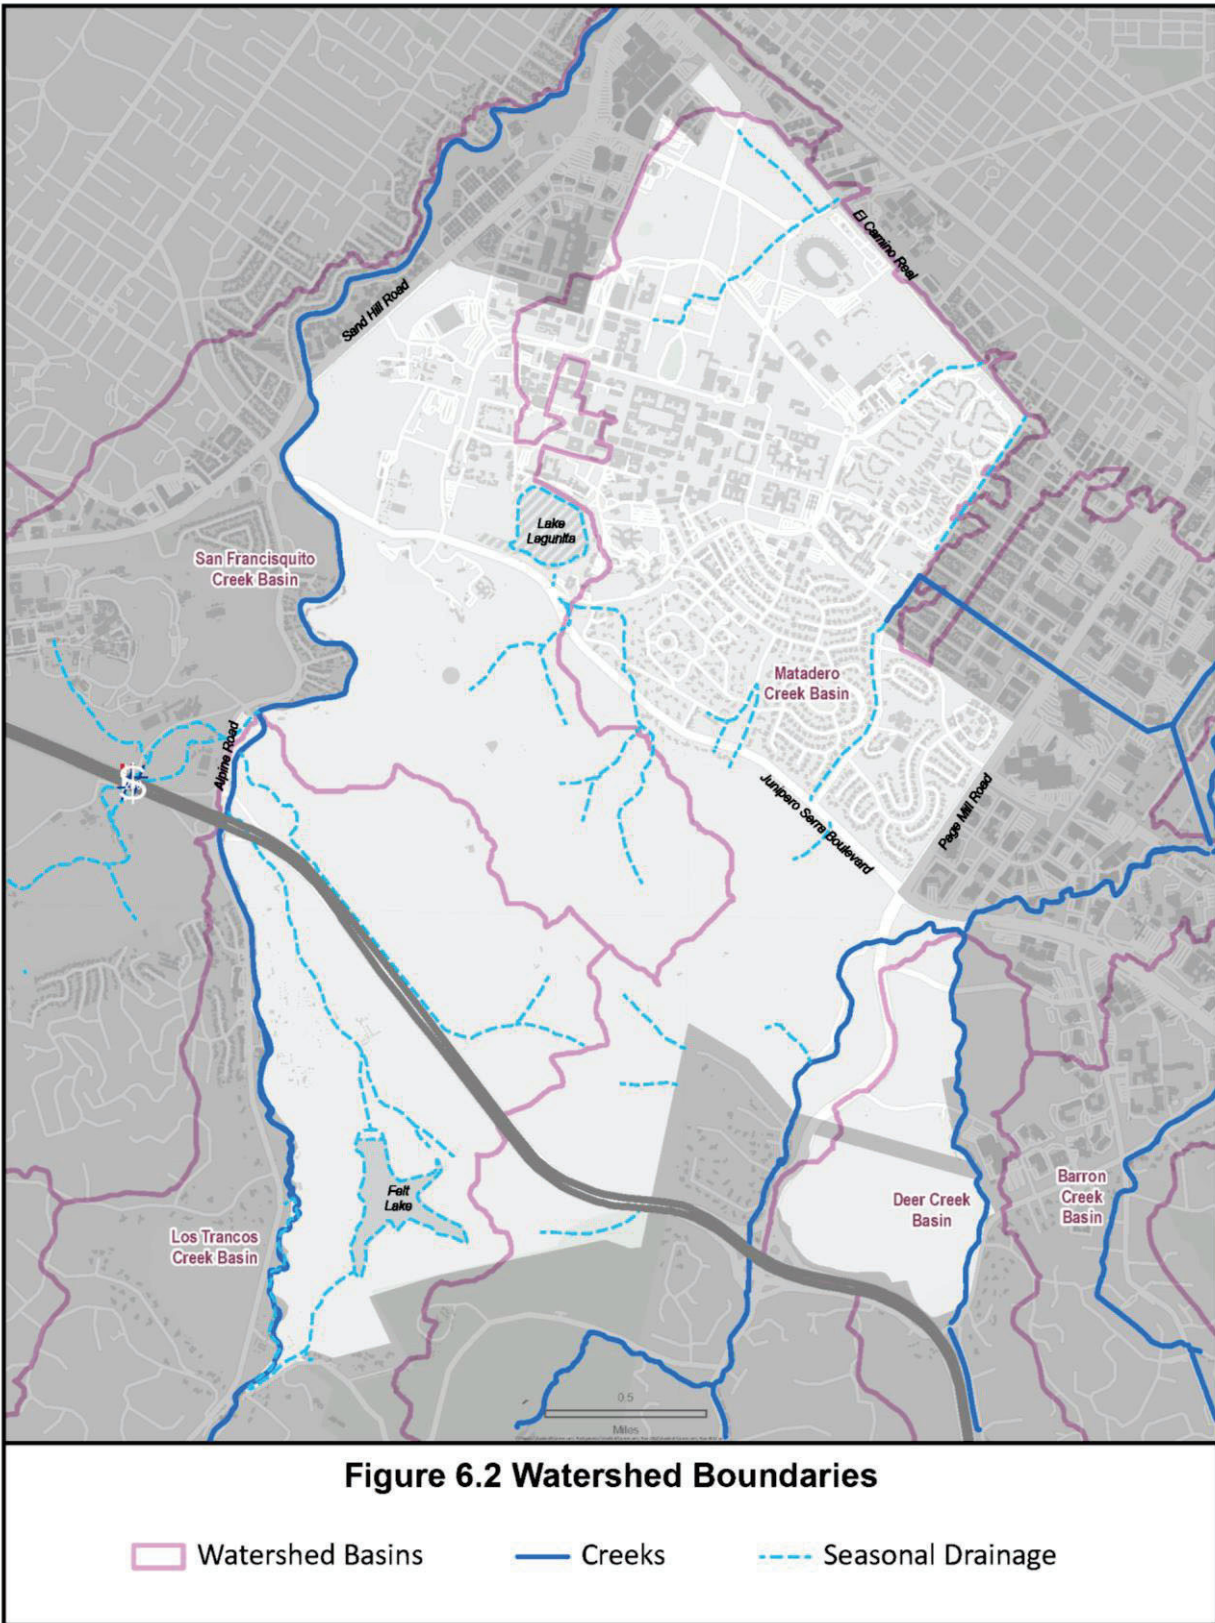 El Camino Real
Sand Hill Road
Lake
Lagunita
San Francisquito
Creek Basin
Matadero
Creek Basin
Alpine Road
Junipero Serra Boulevard
Page Mill Road
Felt
Lake
Los Trancos
Creek Basin
Deer Creek
Basin
Barron
Creek
Basin
0.5
Miles
Figure 6.2 Watershed Boundaries
Watershed Basins
Creeks
Seasonal Drainage